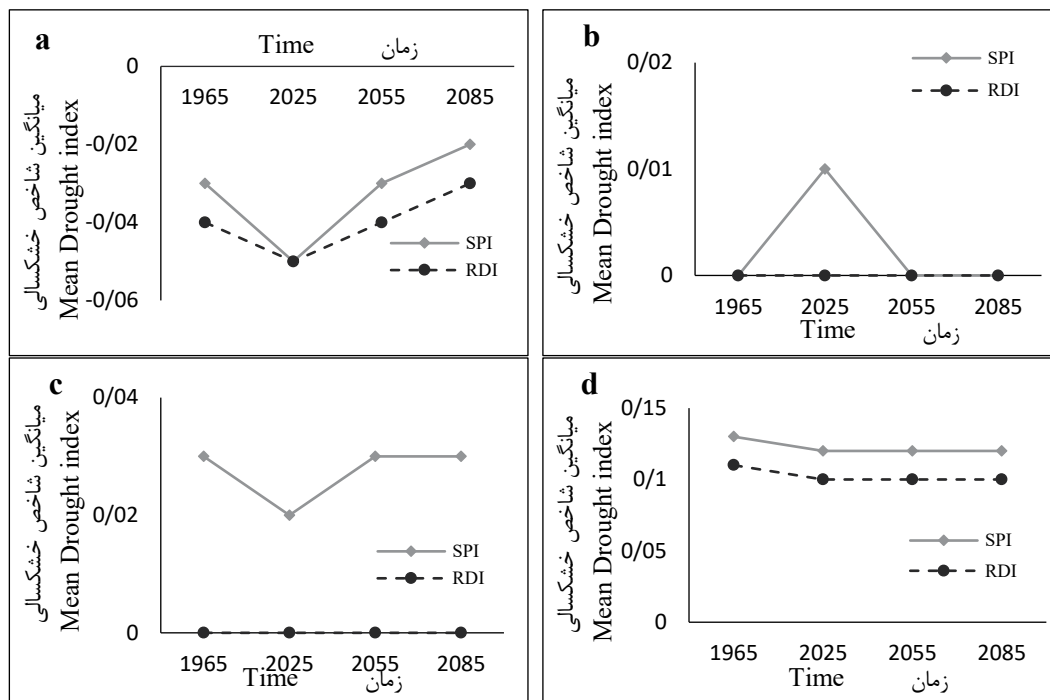 a
Time زمان
0
1965 2025 2055 2085
-0/02
-0/04
-0/06
SPI
RDI
میانگین شاخص خشکسالی
Mean Drought index
b
0/02
0/01
0
SPI
RDI
1965 2025 2055 2085
Time زمان
میانگین شاخص خشکسالی
Mean Drought index
c
0/04
0/02
0
SPI
RDI
1965 2025 2055 2085
Time زمان
میانگین شاخص خشکسالی
Mean Drought index
d
0/15
0/1
0/05
0
SPI
RDI
1965 2025 2055 2085
Time زمان
میانگین شاخص خشکسالی
Mean Drought index